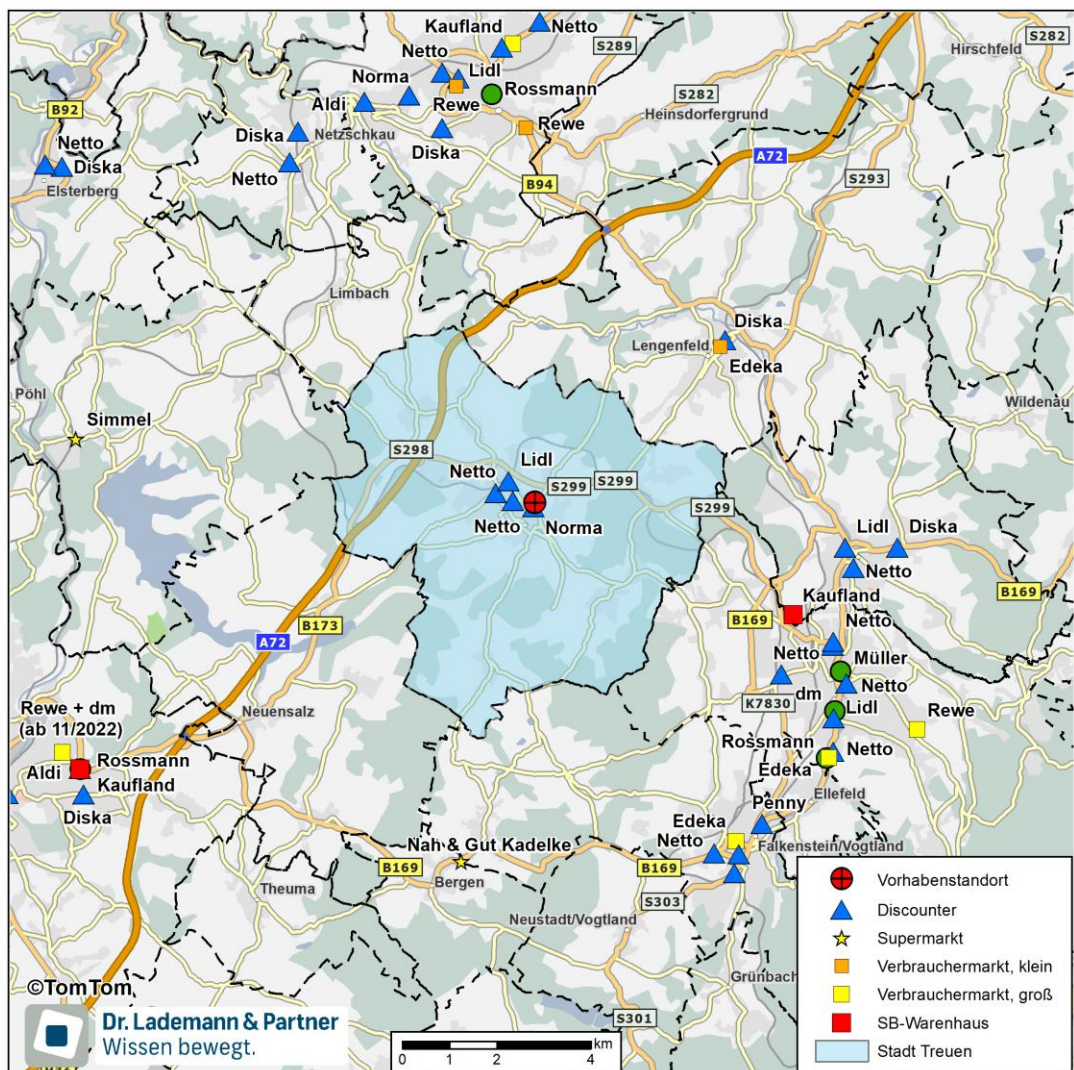 Kaufland
Netto
S289
S282
Hirschfeld
Netto
Lidl
Norma
Rossmann
S282
Aldi
Rewe
Heinsdorfergrund
B92
Diska
Netzschkau
Rewe
Netto
Diska
A72
Diska
Netto
Elsterberg
B94
S293
Limbach
Diska
Lengenfeld
Edeka
Pöhl
Wildenau
Simmel
S298
Lidl
Netto
S299
S299
Netto
Norma
S299
Lidl
Diska
Netto
Kaufland
B169
B173
B169
Netto
A72
Netto
Müller
dm
Netto
Rewe + dm
(ab 11/2022)
Neuensalz
K7830
Lidl
Rewe
Rossmann
Netto
Aldi
Rossmann
Kaufland
Edeka
Diska
Ellefeld
Penny
Edeka
Nah & Gut Kadelke
Netto
Falkenstein/Vogtland
B169
B169
Bergen
Theuma
S303
Neustadt/Vogtland
Grünbach
S301
Vorhabenstandort
Discounter
Supermarkt
Verbrauchermarkt, klein
Verbrauchermarkt, groß
SB-Warenhaus
Stadt Treuen
©TomTom
Dr. Lademann & Partner
Wissen bewegt.
km
0 1 2 4